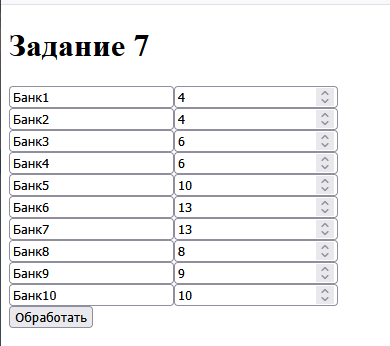 Задание 7
Банк1 4
Банк2 4
Банк3 6
Банк4 6
Банк5 10
Банк6 13
Банк7 13
Банк8 8
Банк9 9
Банк10 10
Обработать